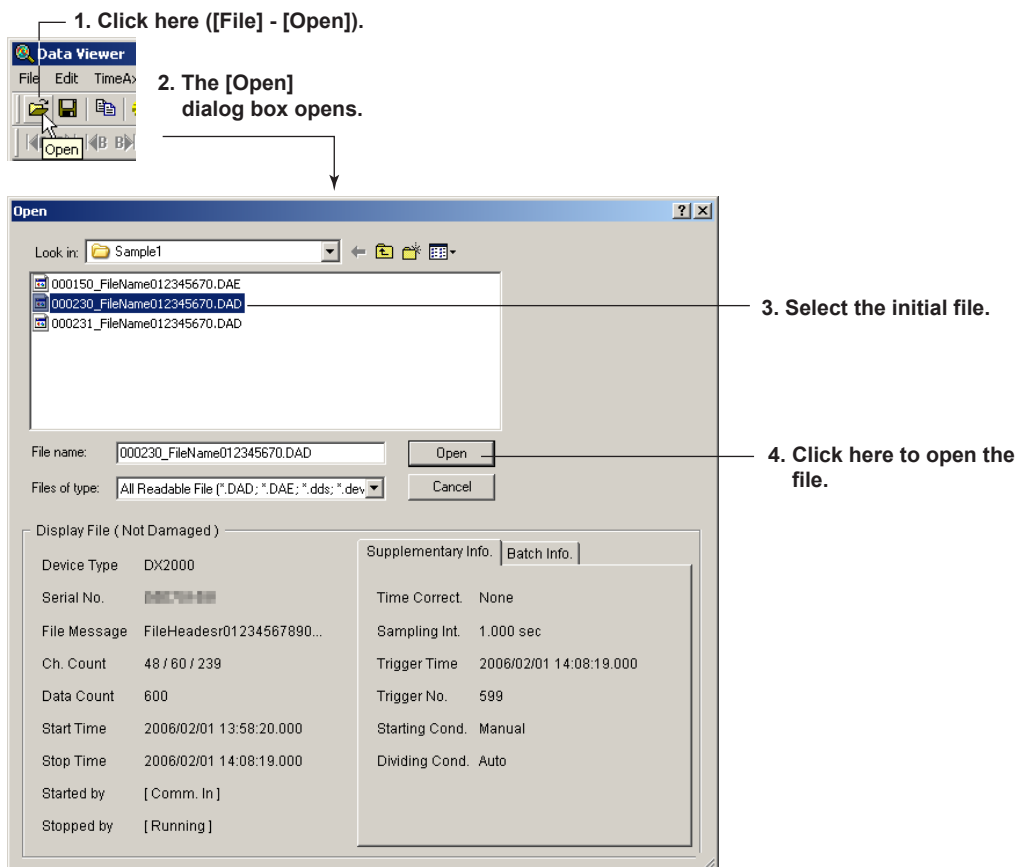 1. Click here ([File] - [Open]).
Data Viewer
File Edit TimeAx
2. The [Open]
dialog box opens.
B B
Open
Open
Look in: Sample1
000150_FileName012345670.DAE
000230_FileName012345670.DAD
000231_FileName012345670.DAD
3. Select the initial file.
File name: 000230_FileName012345670.DAD Open
4. Click here to open the
file.
Files of type: All Readable File (*.DAD; *.DAE; *.dds; *.dev Cancel
Display File ( Not Damaged )
Device Type DX2000
Serial No.
File Message FileHeadesr01234567890...
Ch. Count 48 / 60 / 239
Data Count 600
Start Time 2006/02/01 13:58:20.000
Stop Time 2006/02/01 14:08:19.000
Started by [ Comm. In ]
Stopped by [ Running ]
Supplementary Info. Batch Info.
Time Correct. None
Sampling Int. 1.000 sec
Trigger Time 2006/02/01 14:08:19.000
Trigger No. 599
Starting Cond. Manual
Dividing Cond. Auto